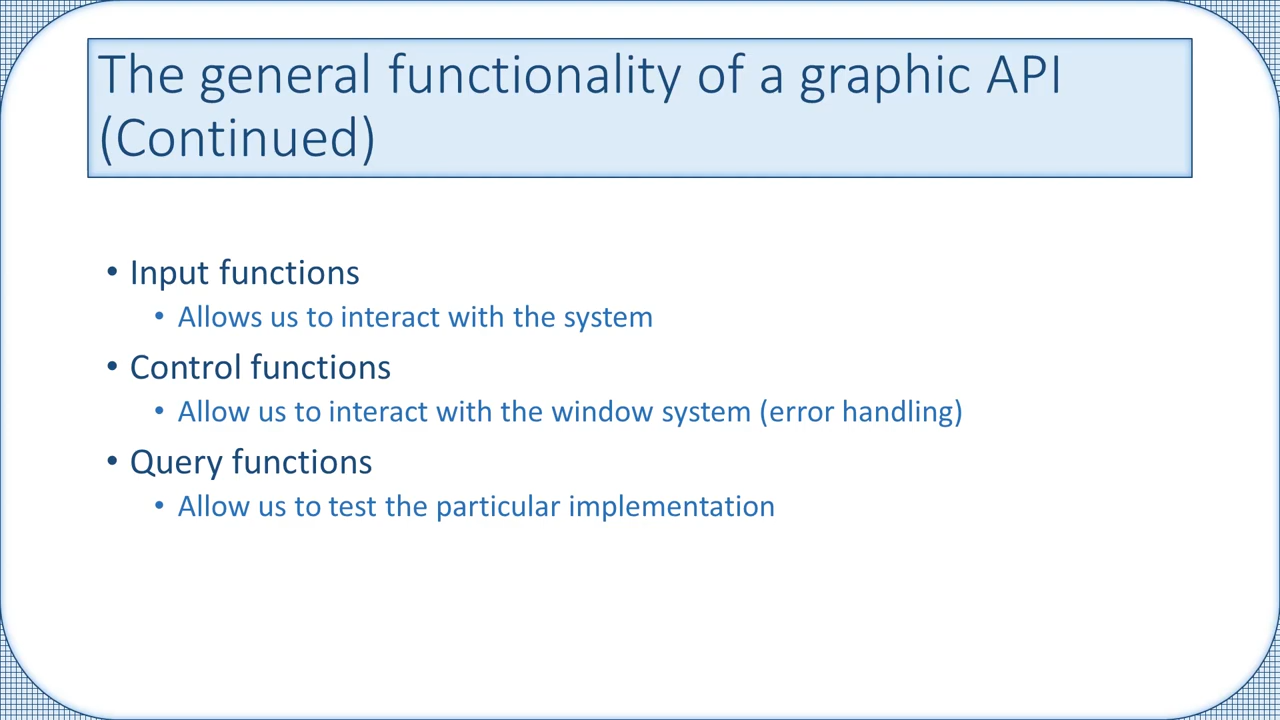 The general functionality of a graphic API
(Continued)
• Input functions
• Allows us to interact with the system
• Control functions
• Allow us to interact with the window system (error handling)
• Query functions
• Allow us to test the particular implementation